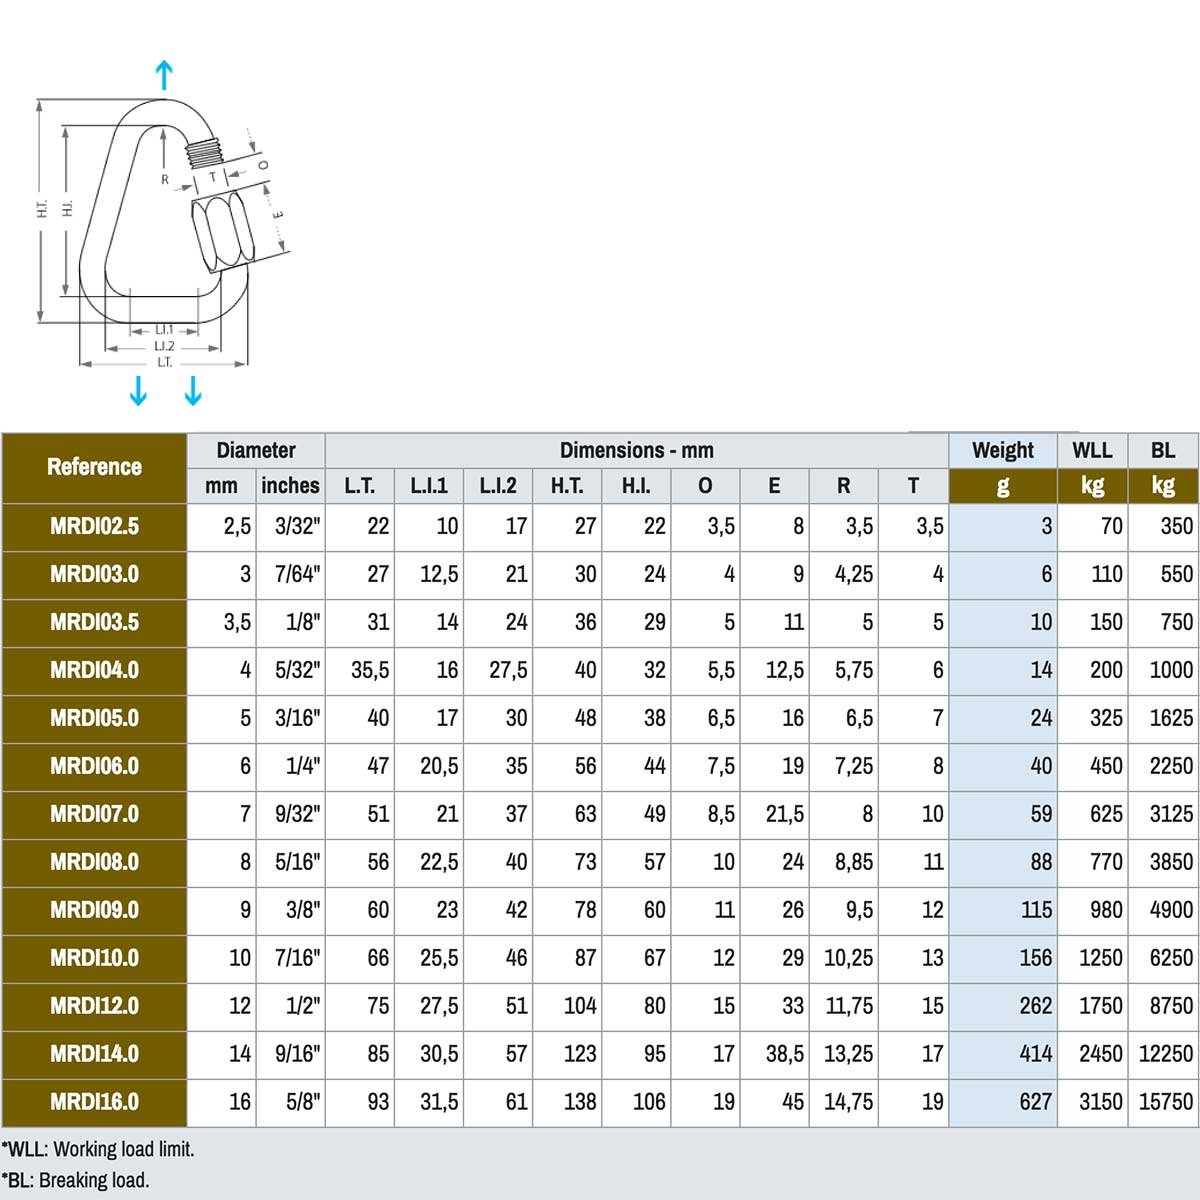 H.T.
H.I.
R
T
O
E
L.I.1
L.I.2
L.T.
Reference Diameter Dimensions - mm Weight WLL BL
mm inches L.T. L.I.1 L.I.2 H.T. H.I. O E R T g kg kg
MRDI02.5 2,5 3/32" 22 10 17 27 22 3,5 8 3,5 3,5 3 70 350
MRDI03.0 3 7/64" 27 12,5 21 30 24 4 9 4,25 4 6 110 550
MRDI03.5 3,5 1/8" 31 14 24 36 29 5 11 5 5 10 150 750
MRDI04.0 4 5/32" 35,5 16 27,5 40 32 5,5 12,5 5,75 6 14 200 1000
MRDI05.0 5 3/16" 40 17 30 48 38 6,5 16 6,5 7 24 325 1625
MRDI06.0 6 1/4" 47 20,5 35 56 44 7,5 19 7,25 8 40 450 2250
MRDI07.0 7 9/32" 51 21 37 63 49 8,5 21,5 8 10 59 625 3125
MRDI08.0 8 5/16" 56 22,5 40 73 57 10 24 8,85 11 88 770 3850
MRDI09.0 9 3/8" 60 23 42 78 60 11 26 9,5 12 115 980 4900
MRDI10.0 10 7/16" 66 25,5 46 87 67 12 29 10,25 13 156 1250 6250
MRDI12.0 12 1/2" 75 27,5 51 104 80 15 33 11,75 15 262 1750 8750
MRDI14.0 14 9/16" 85 30,5 57 123 95 17 38,5 13,25 17 414 2450 12250
MRDI16.0 16 5/8" 93 31,5 61 138 106 19 45 14,75 19 627 3150 15750
*WLL: Working load limit.
*BL: Breaking load.